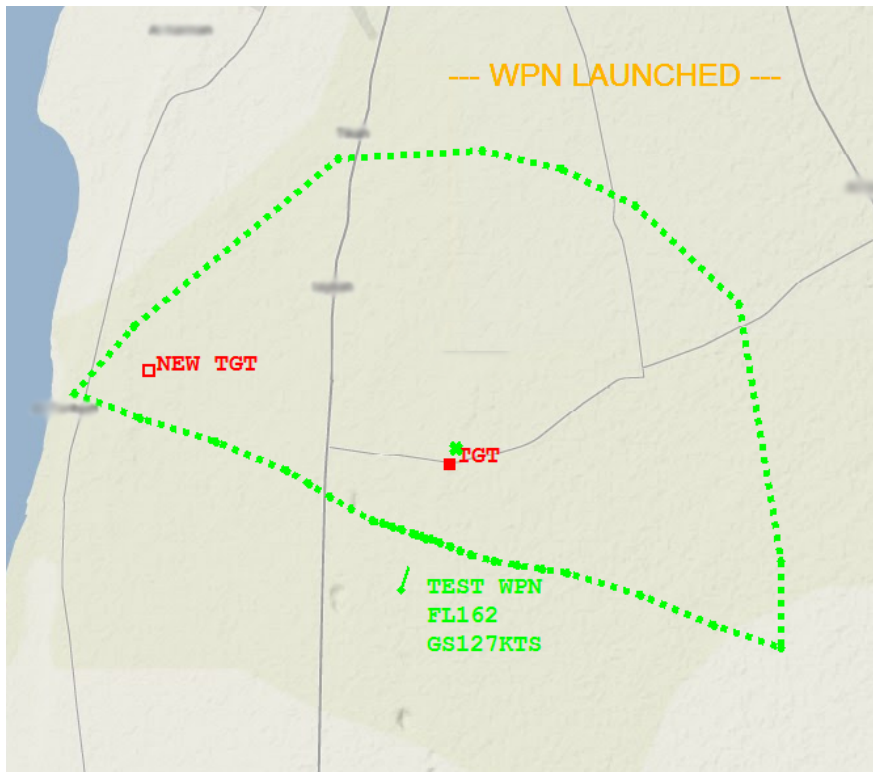 --- WPN LAUNCHED ---
NEW TGT
TGT
TEST WPN
FL162
GS127KTS